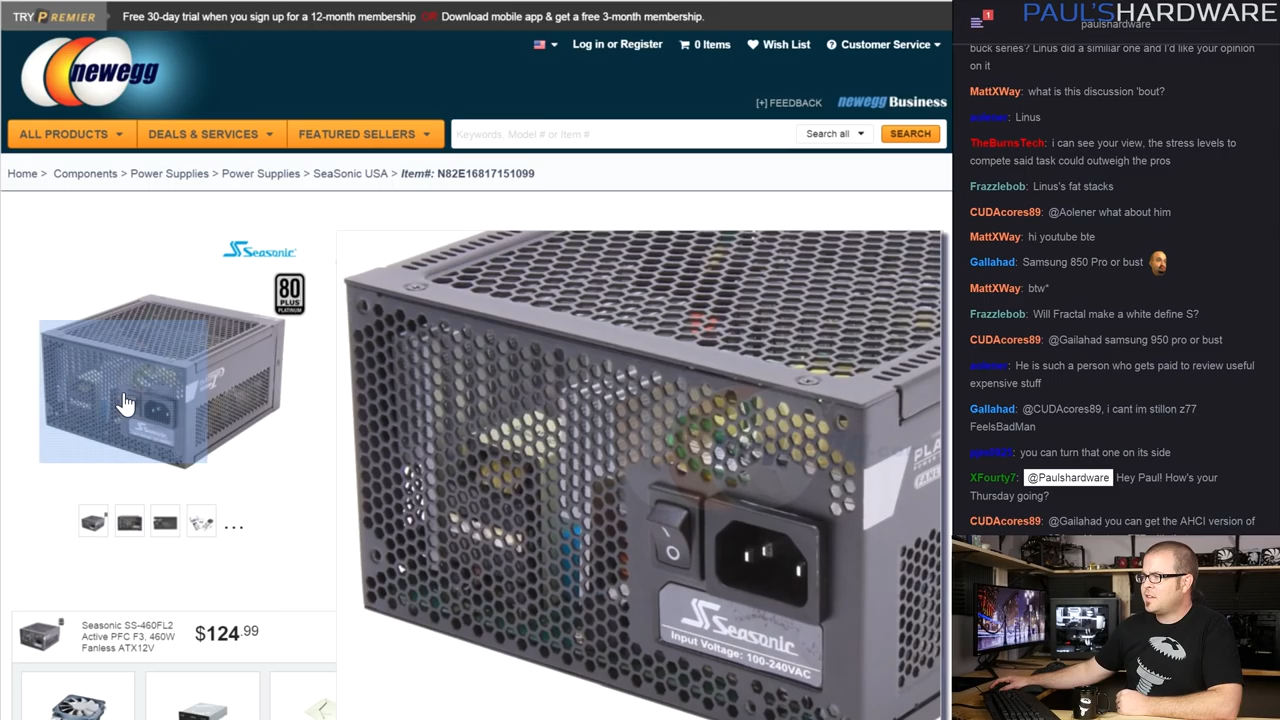 TRY PREMIER Free 30-day trial when you sign up for a 12-month membership OR Download mobile app & get a free 3-month membership.
newegg
Log in or Register 0 Items Wish List Customer Service
[+] FEEDBACK newegg Business
ALL PRODUCTS DEALS & SERVICES FEATURED SELLERS Keywords, Model # or Item # Search all SEARCH
Home > Components > Power Supplies > Power Supplies > SeaSonic USA > Item#: N82E16817151099
Seasonic
80
PLUS
PLATINUM
Seasonic
Input Voltage: 100-240VAC
...
Seasonic SS-460FL2
Active PFC F3, 460W
Fanless ATX12V
$124.99
1
PAUL'SHARDWARE
paulshardware
buck series? Linus did a similiar one and I'd like your opinion
on it
MattXWay: what is this discussion 'bout?
aolener: Linus
TheBurnsTech: i can see your view, the stress levels to
compete said task could outweigh the pros
Frazzlebob: Linus's fat stacks
CUDAcores89: @Aolener what about him
MattXWay: hi youtube bte
Gallahad: Samsung 850 Pro or bust
MattXWay: btw*
Frazzlebob: Will Fractal make a white define S?
CUDAcores89: @Gailahad samsung 950 pro or bust
aolener: He is such a person who gets paid to review useful
expensive stuff
Gallahad: @CUDAcores89, i cant im stillon z77
FeelsBadMan
you can turn that one on its side
XFourty7: @Paulshardware Hey Paul! How's your
Thursday going?
CUDAcores89: @Gailahad you can get the AHCI version of